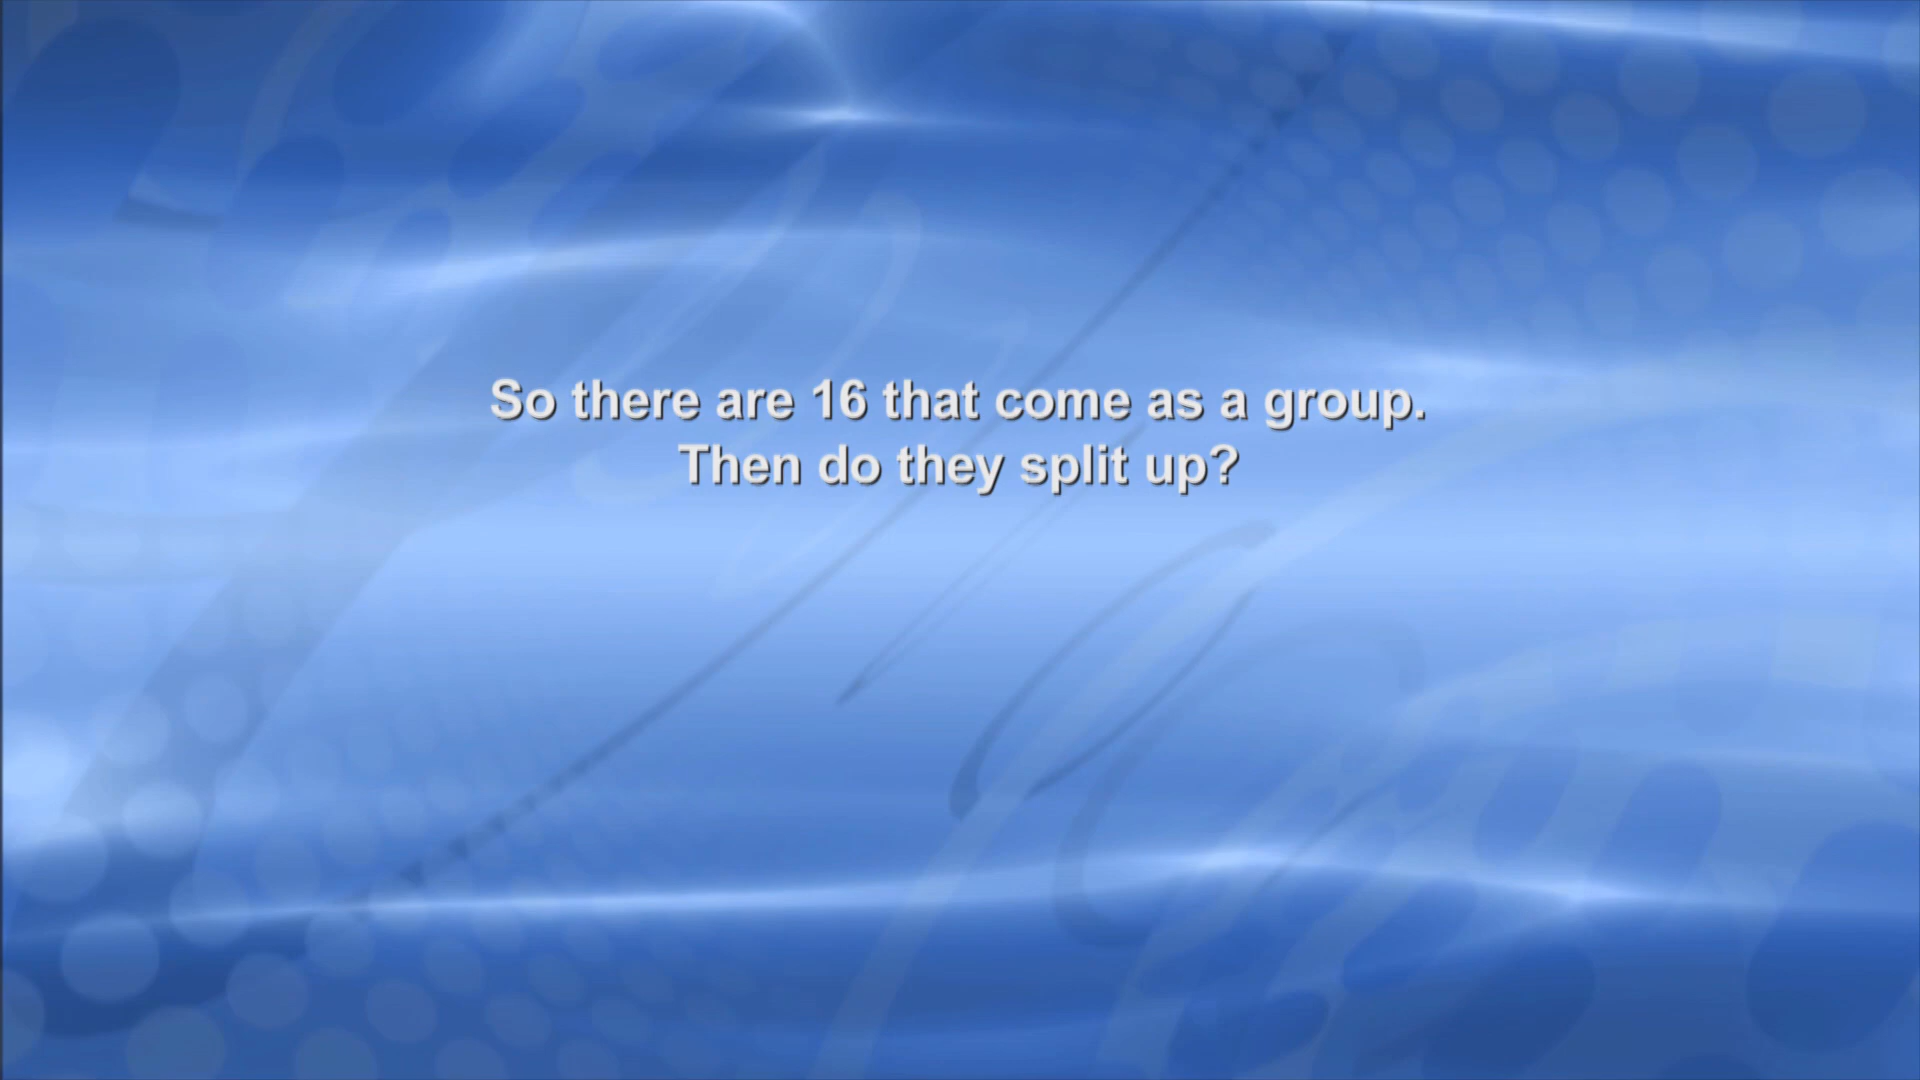 So there are 16 that come as a group.
Then do they split up?